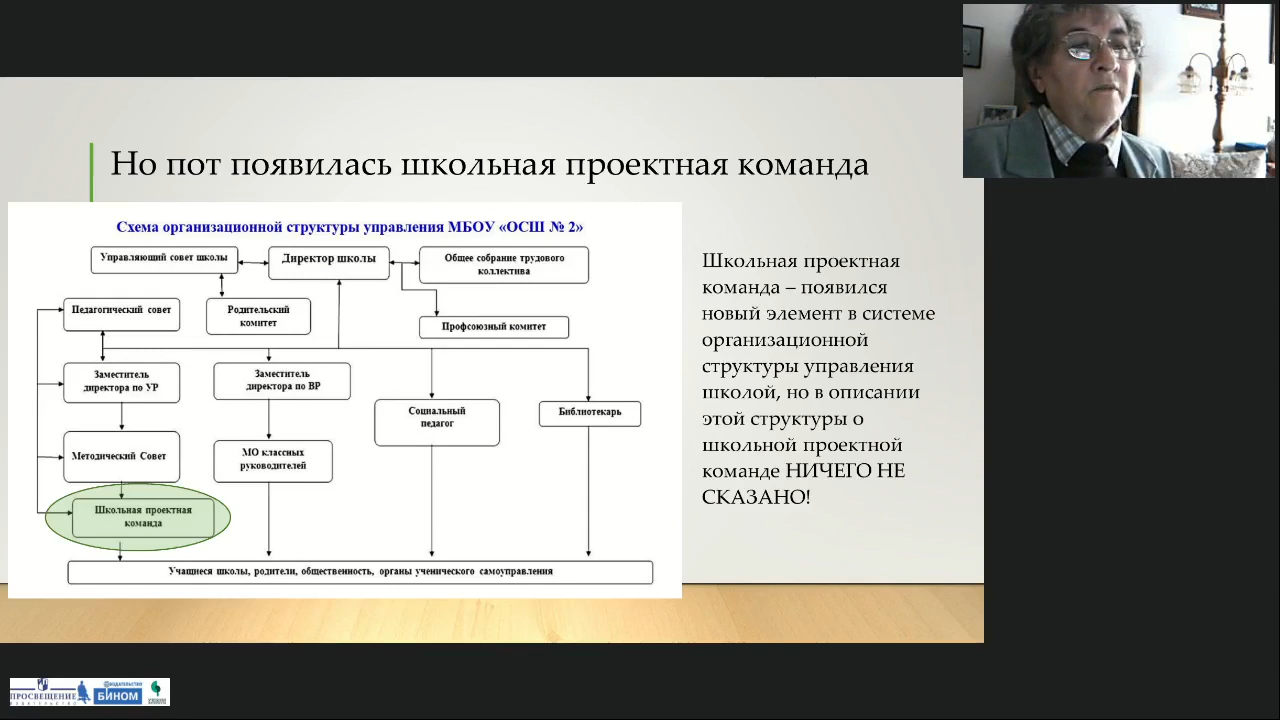 Но пот появилась школьная проектная команда
Схема организационной структуры управления МБОУ «ОСШ № 2»
Управляющий совет школы
Директор школы
Общее собрание трудового
коллектива
Педагогический совет
Родительский
комитет
Профсоюзный комитет
Заместитель
директора по УР
Заместитель
директора по ВР
Социальный
педагог
Библиотекарь
Методический Совет
МО классных
руководителей
Школьная проектная
команда
Учащиеся школы, родители, общественность, органы ученического самоуправления
Школьная проектная
команда – появился
новый элемент в системе
организационной
структуры управления
школой, но в описании
этой структуры о
школьной проектной
команде НИЧЕГО НЕ
СКАЗАНО!
ПРОСВЕЩЕНИЕ
ИЗДАТЕЛЬСТВО
ИЗДАТЕЛЬСТВО
БИНОМ